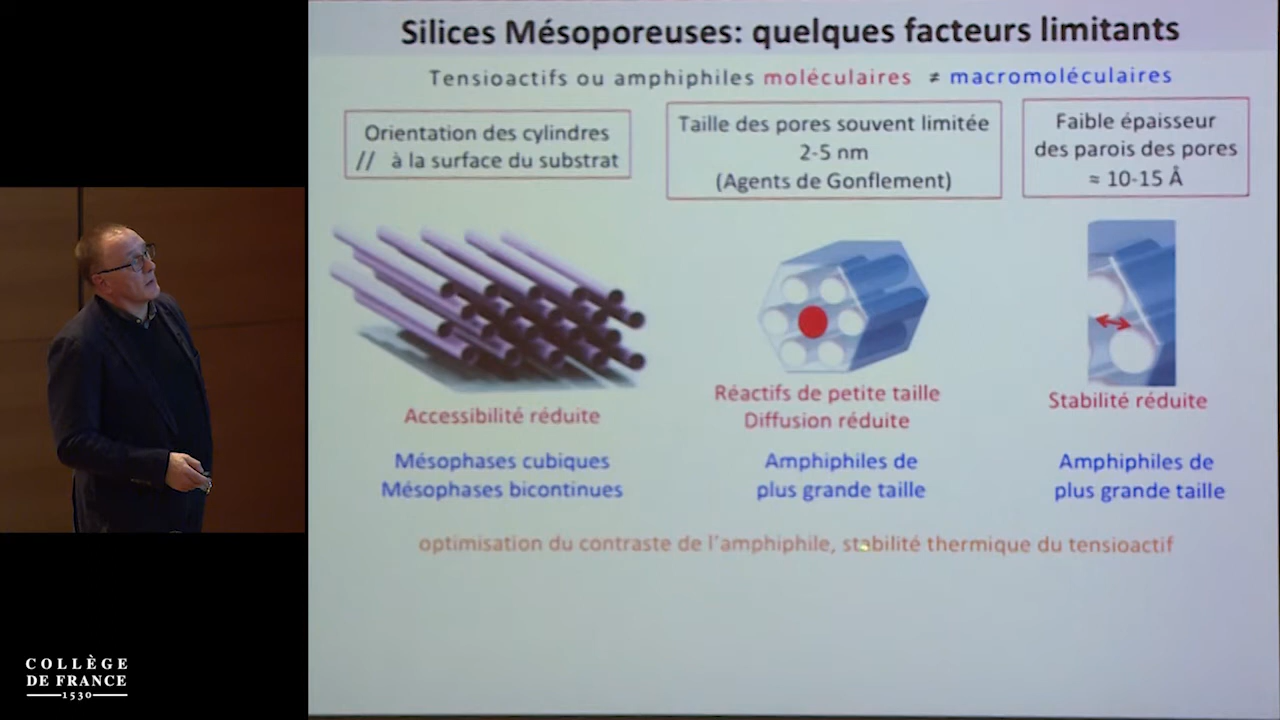 Silices Mésoporeuses: quelques facteurs limitants
Tensioactifs ou amphiphiles moléculaires ≠ macromoléculaires
Orientation des cylindres
// à la surface du substrat
Taille des pores souvent limitée
2-5 nm
(Agents de Gonflement)
Faible épaisseur
des parois des pores
≈ 10-15 Å
Accessibilité réduite
Mésophases cubiques
Mésophases bicontinues
Réactifs de petite taille
Diffusion réduite
Amphiphiles de
plus grande taille
Stabilité réduite
Amphiphiles de
plus grande taille
optimisation du contraste de l'amphiphile, stabilité thermique du tensioactif
COLLÈGE
DE FRANCE
1530